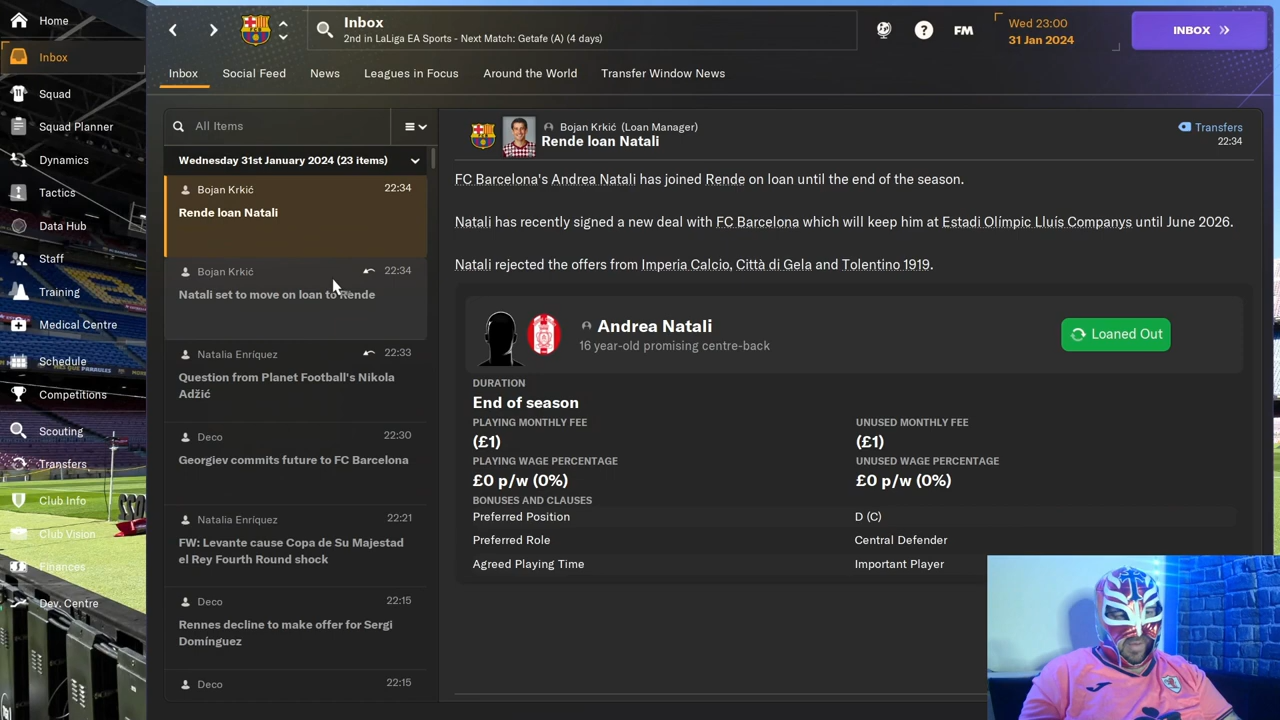 Home
Inbox
Squad
Squad Planner
Dynamics
Tactics
Data Hub
Staff
Training
Medical Centre
Schedule
Competitions
Scouting
Transfers
Club Info
Club Vision
Finances
Dev. Centre
Inbox
2nd in LaLiga EA Sports - Next Match: Getafe (A) (4 days)
?
FM
Wed 23:00
31 Jan 2024
INBOX
Inbox Social Feed News Leagues in Focus Around the World Transfer Window News
All Items
Wednesday 31st January 2024 (23 items)
Bojan Krkić 22:34
Rende loan Natali
Bojan Krkić 22:34
Natali set to move on loan to Rende
Natalia Enríquez 22:33
Question from Planet Football's Nikola
Adžić
Deco 22:30
Georgiev commits future to FC Barcelona
Natalia Enríquez 22:21
FW: Levante cause Copa de Su Majestad
el Rey Fourth Round shock
Deco 22:15
Rennes decline to make offer for Sergi
Domínguez
Deco 22:15
Bojan Krkić (Loan Manager)
Rende loan Natali
Transfers
22:34
FC Barcelona's Andrea Natali has joined Rende on loan until the end of the season.
Natali has recently signed a new deal with FC Barcelona which will keep him at Estadi Olímpic Lluís Companys until June 2026.
Natali rejected the offers from Imperia Calcio, Città di Gela and Tolentino 1919.
Andrea Natali
16 year-old promising centre-back
Loaned Out
DURATION
End of season
PLAYING MONTHLY FEE UNUSED MONTHLY FEE
(£1) (£1)
PLAYING WAGE PERCENTAGE UNUSED WAGE PERCENTAGE
£0 p/w (0%) £0 p/w (0%)
BONUSES AND CLAUSES
Preferred Position D (C)
Preferred Role Central Defender
Agreed Playing Time Important Player